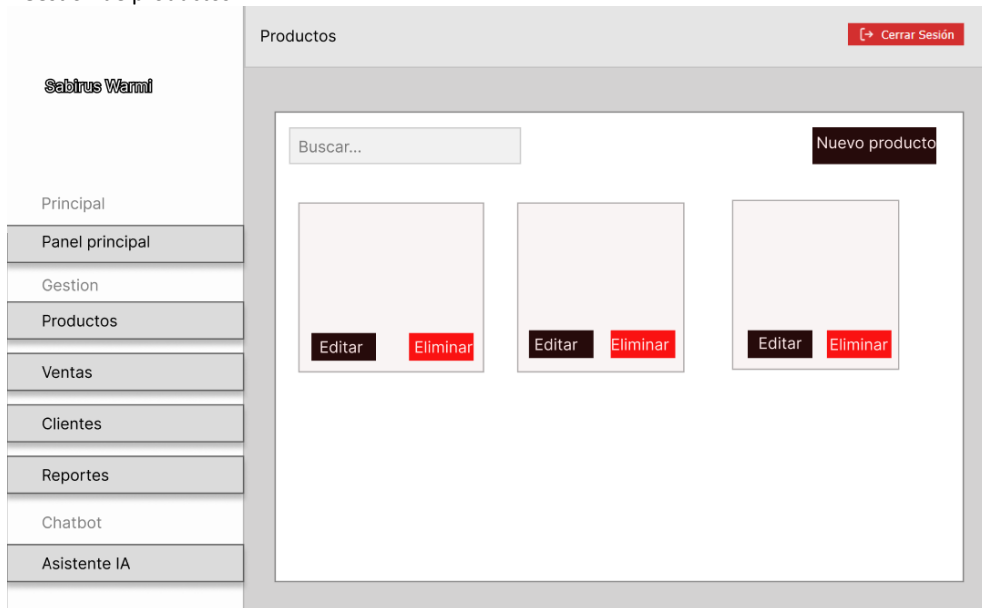 Productos
Cerrar Sesión
Sabirus Warmi
Buscar...
Nuevo producto
Principal
Panel principal
Gestion
Productos
Ventas
Clientes
Reportes
Chatbot
Asistente IA
Editar
Eliminar
Editar
Eliminar
Editar
Eliminar